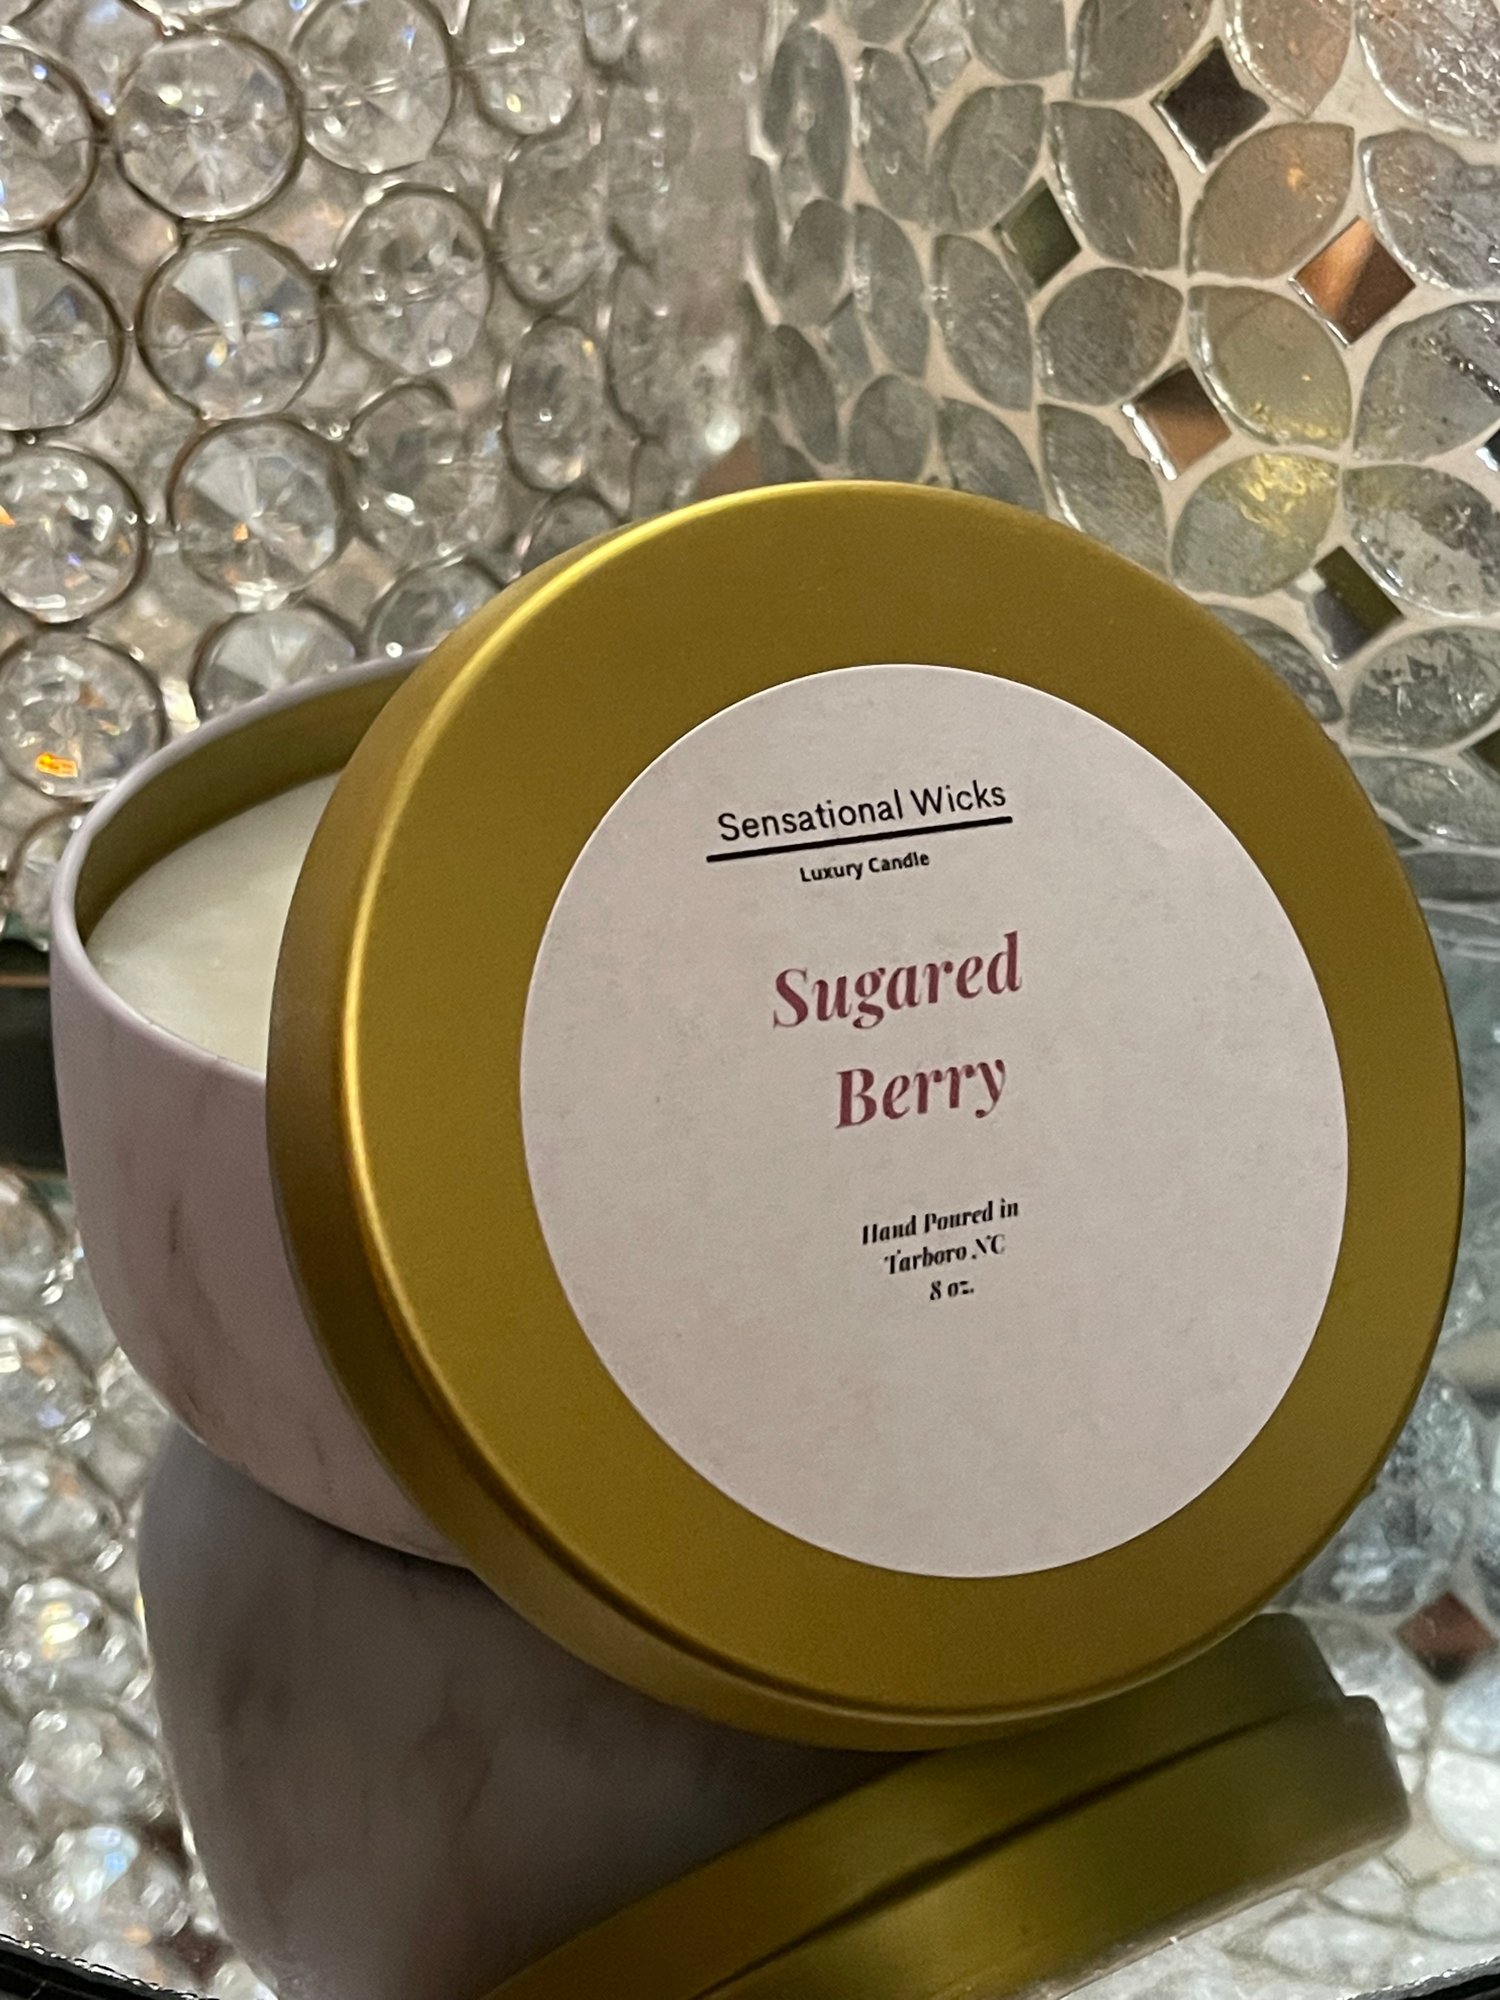 Sensational Wicks
Luxury Candle
Sugared
Berry
Hand Poured in
Tarboro NC
8 oz.